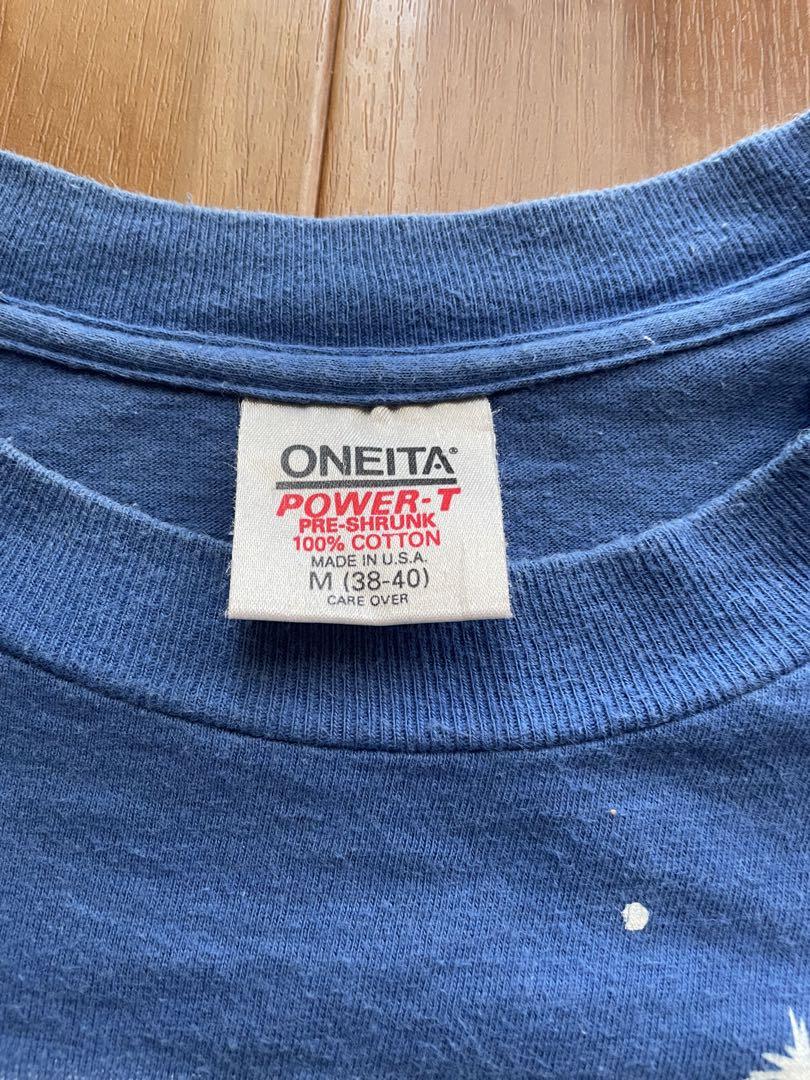 ONEITA®
POWER-T
PRE-SHRUNK
100% COTTON
MADE IN U.S.A.
M (38-40)
CARE OVER